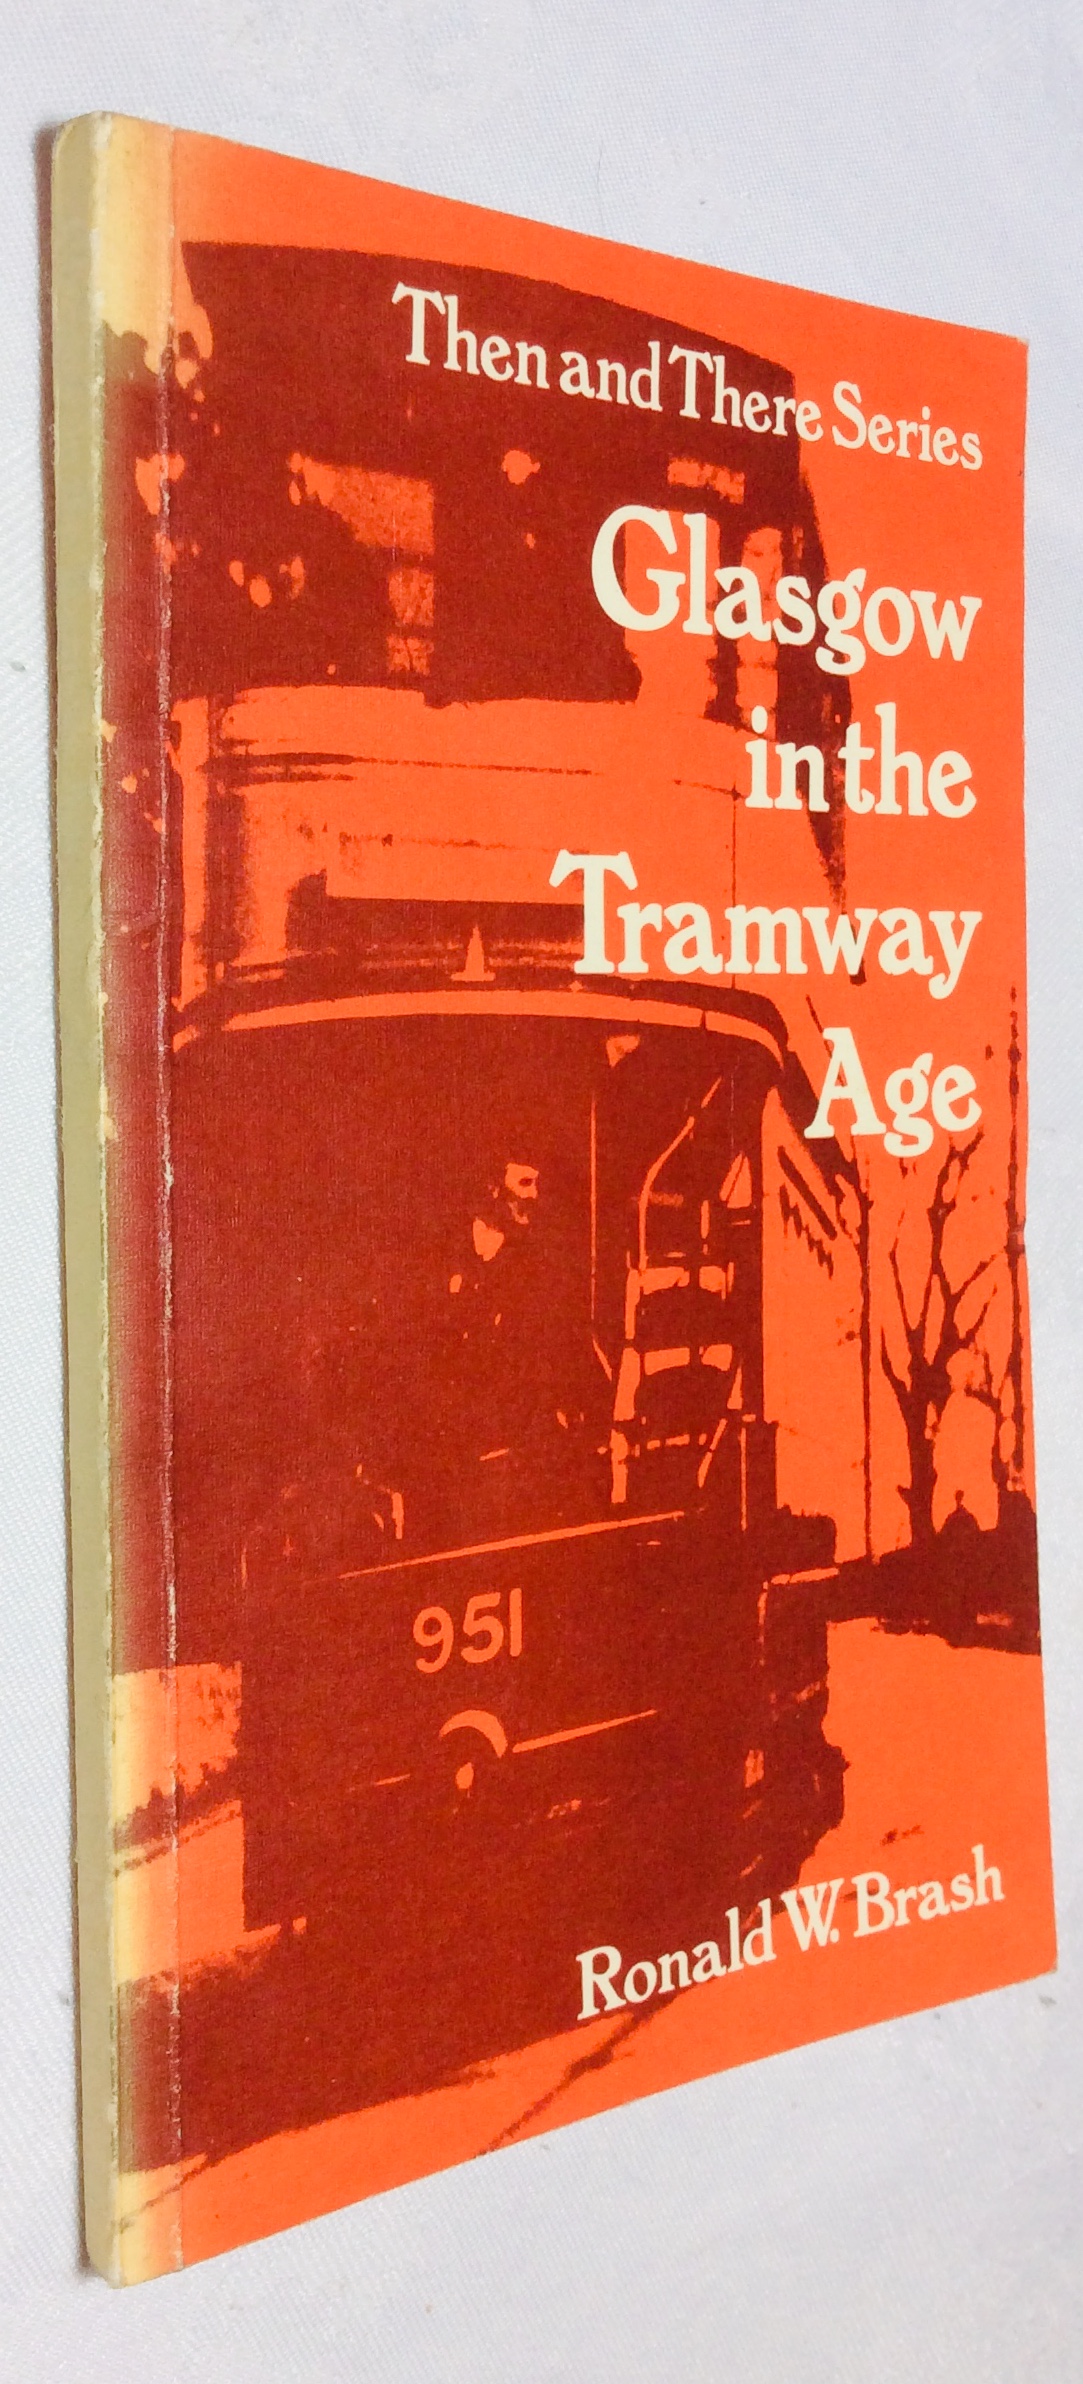 Then and There Series
Glasgow
in the
Tramway
Age
951
Ronald W. Brash